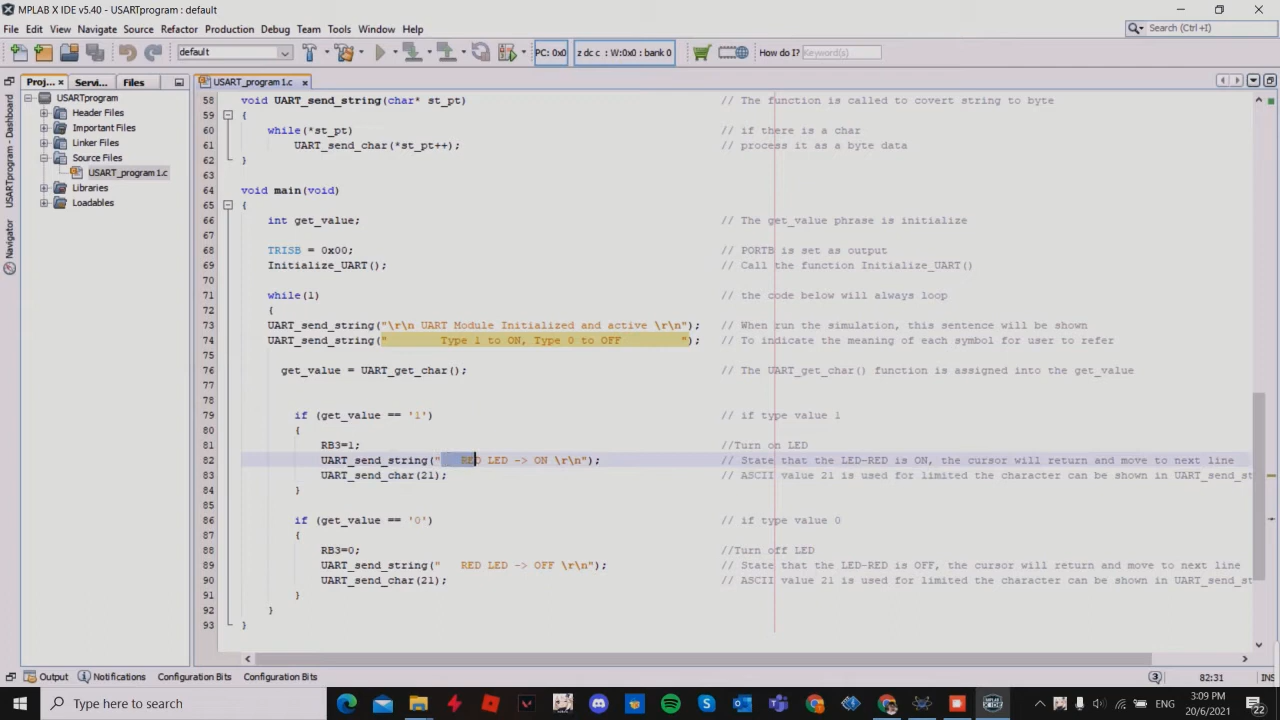 MPLAB X IDE v5.40 - USARTprogram : default
File Edit View Navigate Source Refactor Production Debug Team Tools Window Help
Search (Ctrl+I)
default
PC: 0x0
z dc c : W:0x0 : bank 0
How do I? Keyword(s)
Proj... × Servi... Files
USART_program1.c ×
USARTprogram - Dashboard
Navigator
USARTprogram
Header Files
Important Files
Linker Files
Source Files
USART_program1.c
Libraries
Loadables
58 void UART_send_string(char* st_pt) // The function is called to covert string to byte
59 {
60 while(*st_pt) // if there is a char
61 UART_send_char(*st_pt++); // process it as a byte data
62 }
63
64 void main(void)
65 {
66 int get_value; // The get_value phrase is initialize
67
68 TRISB = 0x00; // PORTB is set as output
69 Initialize_UART(); // Call the function Initialize_UART()
70
71 while(1) // the code below will always loop
72 {
73 UART_send_string("\r\n UART Module Initialized and active \r\n"); // When run the simulation, this sentence will be shown
74 UART_send_string(" Type 1 to ON, Type 0 to OFF "); // To indicate the meaning of each symbol for user to refer
75
76 get_value = UART_get_char(); // The UART_get_char() function is assigned into the get_value
77
78
79 if (get_value == '1') // if type value 1
80 {
81 RB3=1; //Turn on LED
82 UART_send_string(" RED LED -> ON \r\n"); // State that the LED-RED is ON, the cursor will return and move to next line
83 UART_send_char(21); // ASCII value 21 is used for limited the character can be shown in UART_send_st
84 }
85
86 if (get_value == '0') // if type value 0
87 {
88 RB3=0; //Turn off LED
89 UART_send_string(" RED LED -> OFF \r\n"); // State that the LED-RED is OFF, the cursor will return and move to next line
90 UART_send_char(21); // ASCII value 21 is used for limited the character can be shown in UART_send_st
91 }
92 }
93 }
Output Notifications Configuration Bits Configuration Bits
3 82:31 INS
Type here to search
ENG
3:09 PM
20/6/2021
22